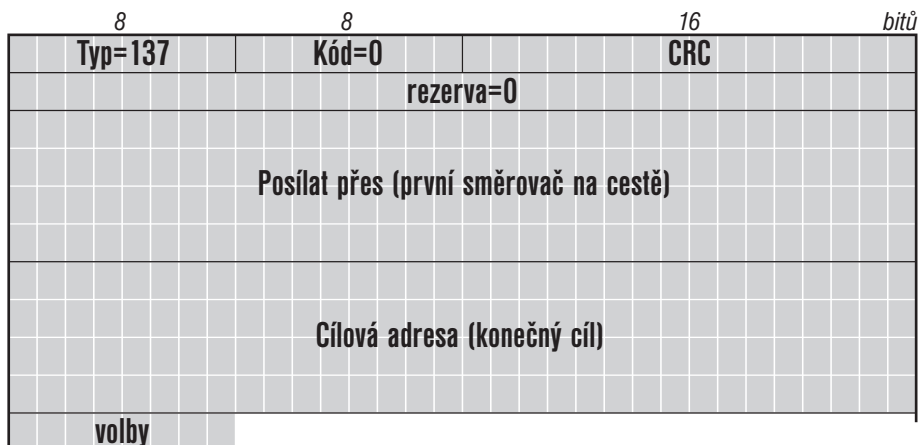 8 8 16 bitů
Typ=137 Kód=0 CRC
rezerva=0
Posílat přes (první směrovač na cestě)
Cílová adresa (konečný cíl)
volby